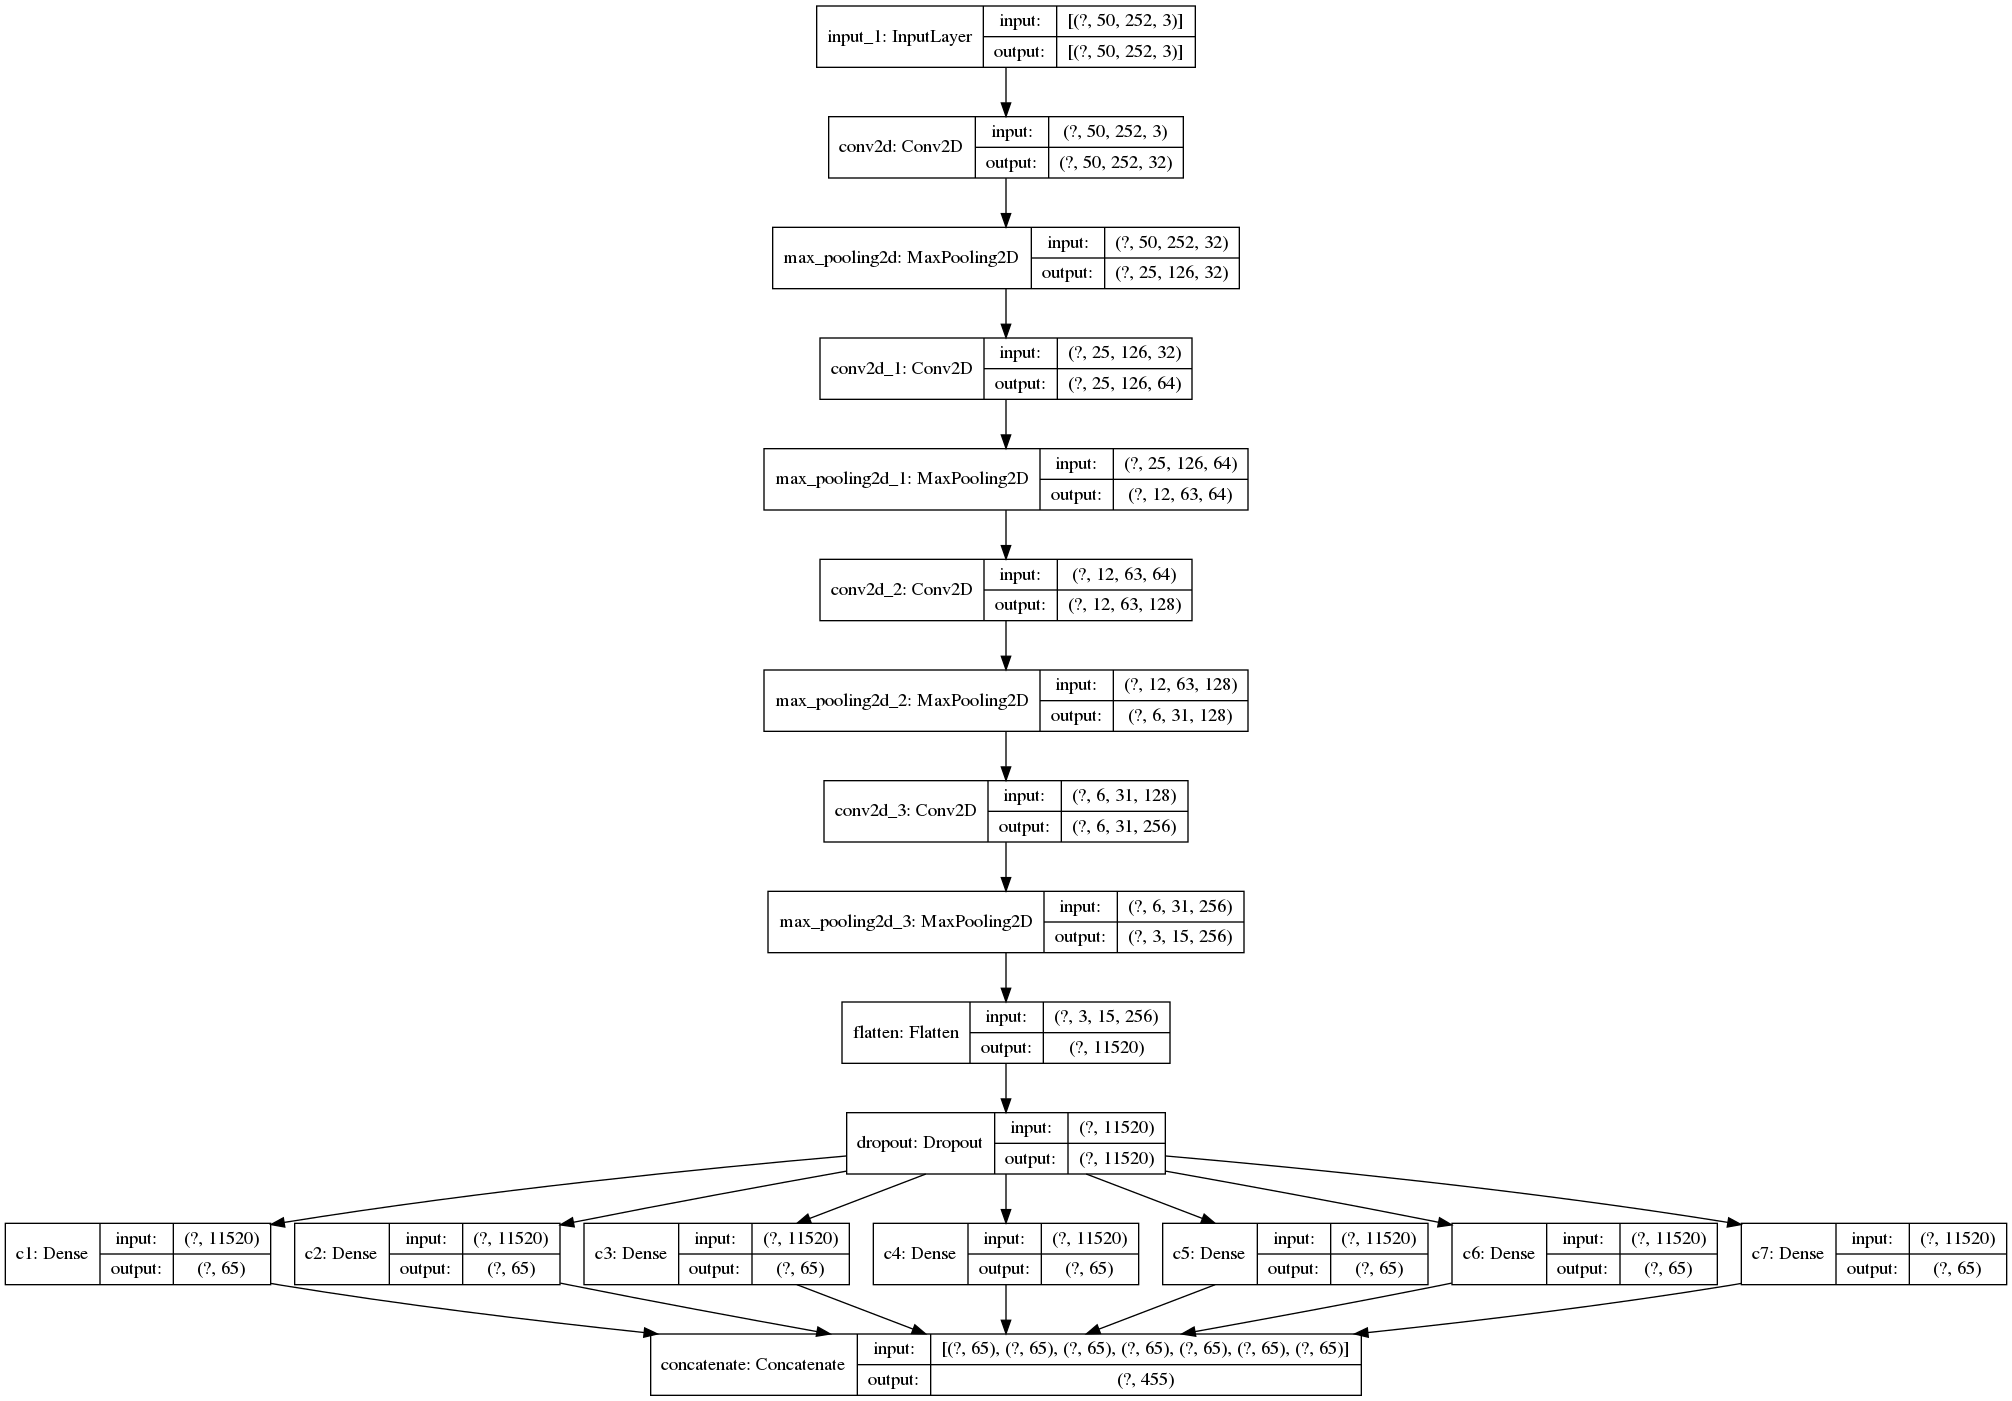 input_1: InputLayer
input:
[(?, 50, 252, 3)]
output:
[(?, 50, 252, 3)]
conv2d: Conv2D
input:
(?, 50, 252, 3)
output:
(?, 50, 252, 32)
max_pooling2d: MaxPooling2D
input:
(?, 50, 252, 32)
output:
(?, 25, 126, 32)
conv2d_1: Conv2D
input:
(?, 25, 126, 32)
output:
(?, 25, 126, 64)
max_pooling2d_1: MaxPooling2D
input:
(?, 25, 126, 64)
output:
(?, 12, 63, 64)
conv2d_2: Conv2D
input:
(?, 12, 63, 64)
output:
(?, 12, 63, 128)
max_pooling2d_2: MaxPooling2D
input:
(?, 12, 63, 128)
output:
(?, 6, 31, 128)
conv2d_3: Conv2D
input:
(?, 6, 31, 128)
output:
(?, 6, 31, 256)
max_pooling2d_3: MaxPooling2D
input:
(?, 6, 31, 256)
output:
(?, 3, 15, 256)
flatten: Flatten
input:
(?, 3, 15, 256)
output:
(?, 11520)
dropout: Dropout
input:
(?, 11520)
output:
(?, 11520)
c1: Dense
input:
(?, 11520)
output:
(?, 65)
c2: Dense
input:
(?, 11520)
output:
(?, 65)
c3: Dense
input:
(?, 11520)
output:
(?, 65)
c4: Dense
input:
(?, 11520)
output:
(?, 65)
c5: Dense
input:
(?, 11520)
output:
(?, 65)
c6: Dense
input:
(?, 11520)
output:
(?, 65)
c7: Dense
input:
(?, 11520)
output:
(?, 65)
concatenate: Concatenate
input:
[(?, 65), (?, 65), (?, 65), (?, 65), (?, 65), (?, 65), (?, 65)]
output:
(?, 455)